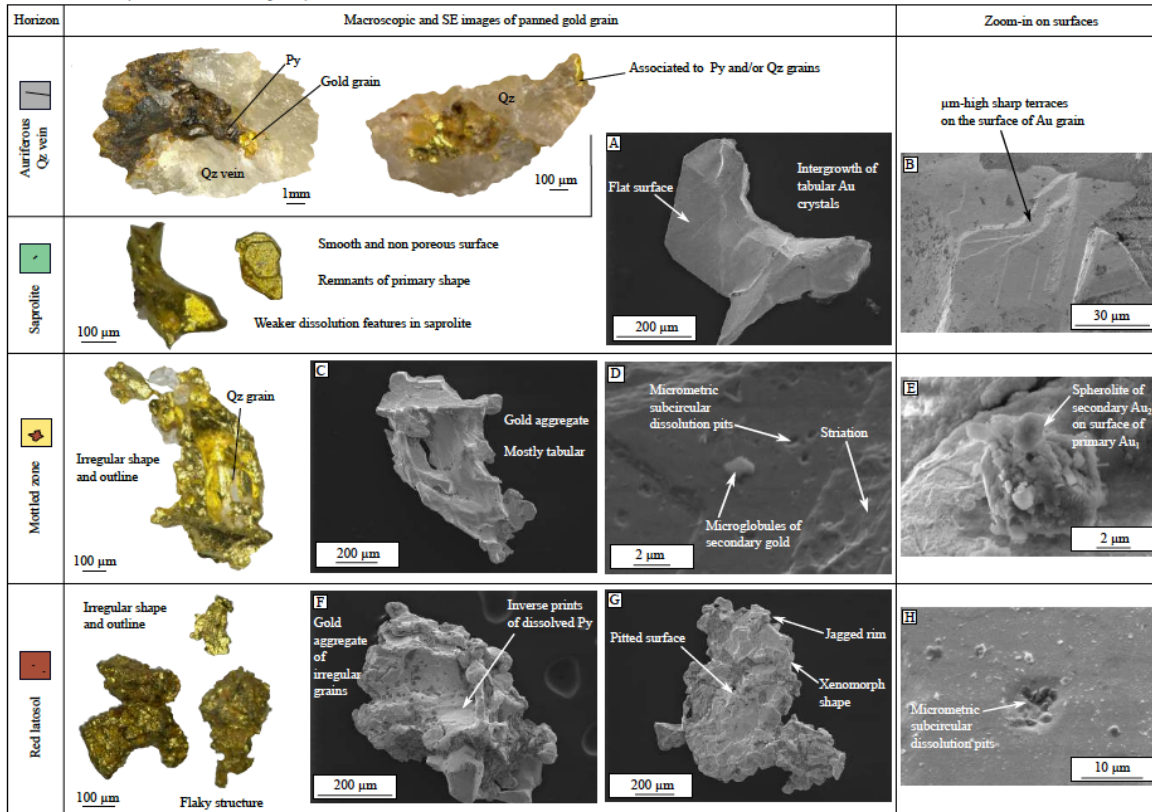 Horizon
Macroscopic and SE images of panned gold grain
Zoom-in on surfaces
Auriferous
Qz vein
Py
Gold grain
Qz vein
1mm
Qz
Associated to Py and/or Qz grains
100 µm
A
Flat surface
Intergrowth of
tabular Au
crystals
200 µm
µm-high sharp terraces
on the surface of Au grain
B
30 µm
Saprolite
Smooth and non poreous surface
Remnants of primary shape
Weaker dissolution features in saprolite
100 µm
Mottled zone
Qz grain
Irregular shape
and outline
100 µm
C
Gold aggregate
Mostly tabular
200 µm
D
Micrometric
subcircular
dissolution pits
Striation
Microglobules of
secondary gold
2 µm
E
Spherolite of
secondary Au₂
on surface of
primary Au₁
2 µm
Red latosol
Irregular shape
and outline
Flaky structure
100 µm
F
Gold
aggregate
of
irregular
grains
Inverse prints
of dissolved Py
200 µm
G
Pitted surface
Jagged rim
Xenomorph
shape
200 µm
H
Micrometric
subcircular
dissolution pits
10 µm